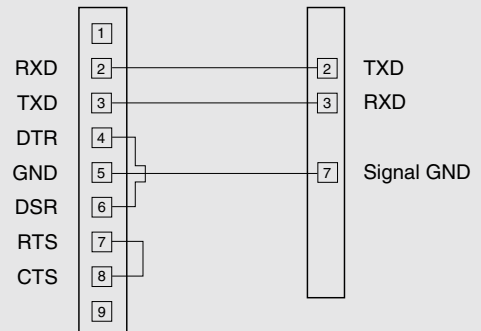 1
RXD 2 2 TXD
TXD 3 3 RXD
DTR 4
GND 5 7 Signal GND
DSR 6
RTS 7
CTS 8
9